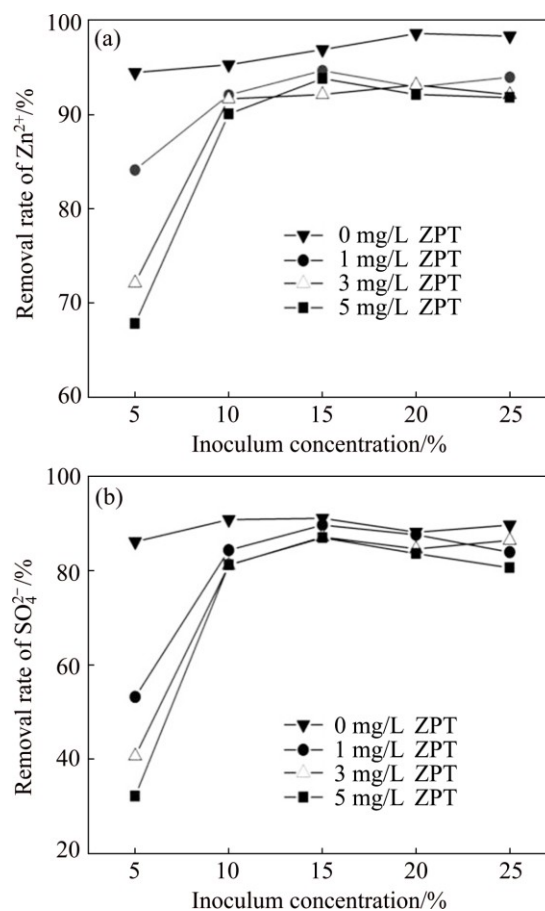 (a)
100
90
80
70
60
Removal rate of Zn²⁺/%
0 mg/L ZPT
1 mg/L ZPT
3 mg/L ZPT
5 mg/L ZPT
5 10 15 20 25
Inoculum concentration/%
(b)
100
80
60
40
20
Removal rate of SO₄²⁻/%
0 mg/L ZPT
1 mg/L ZPT
3 mg/L ZPT
5 mg/L ZPT
5 10 15 20 25
Inoculum concentration/%